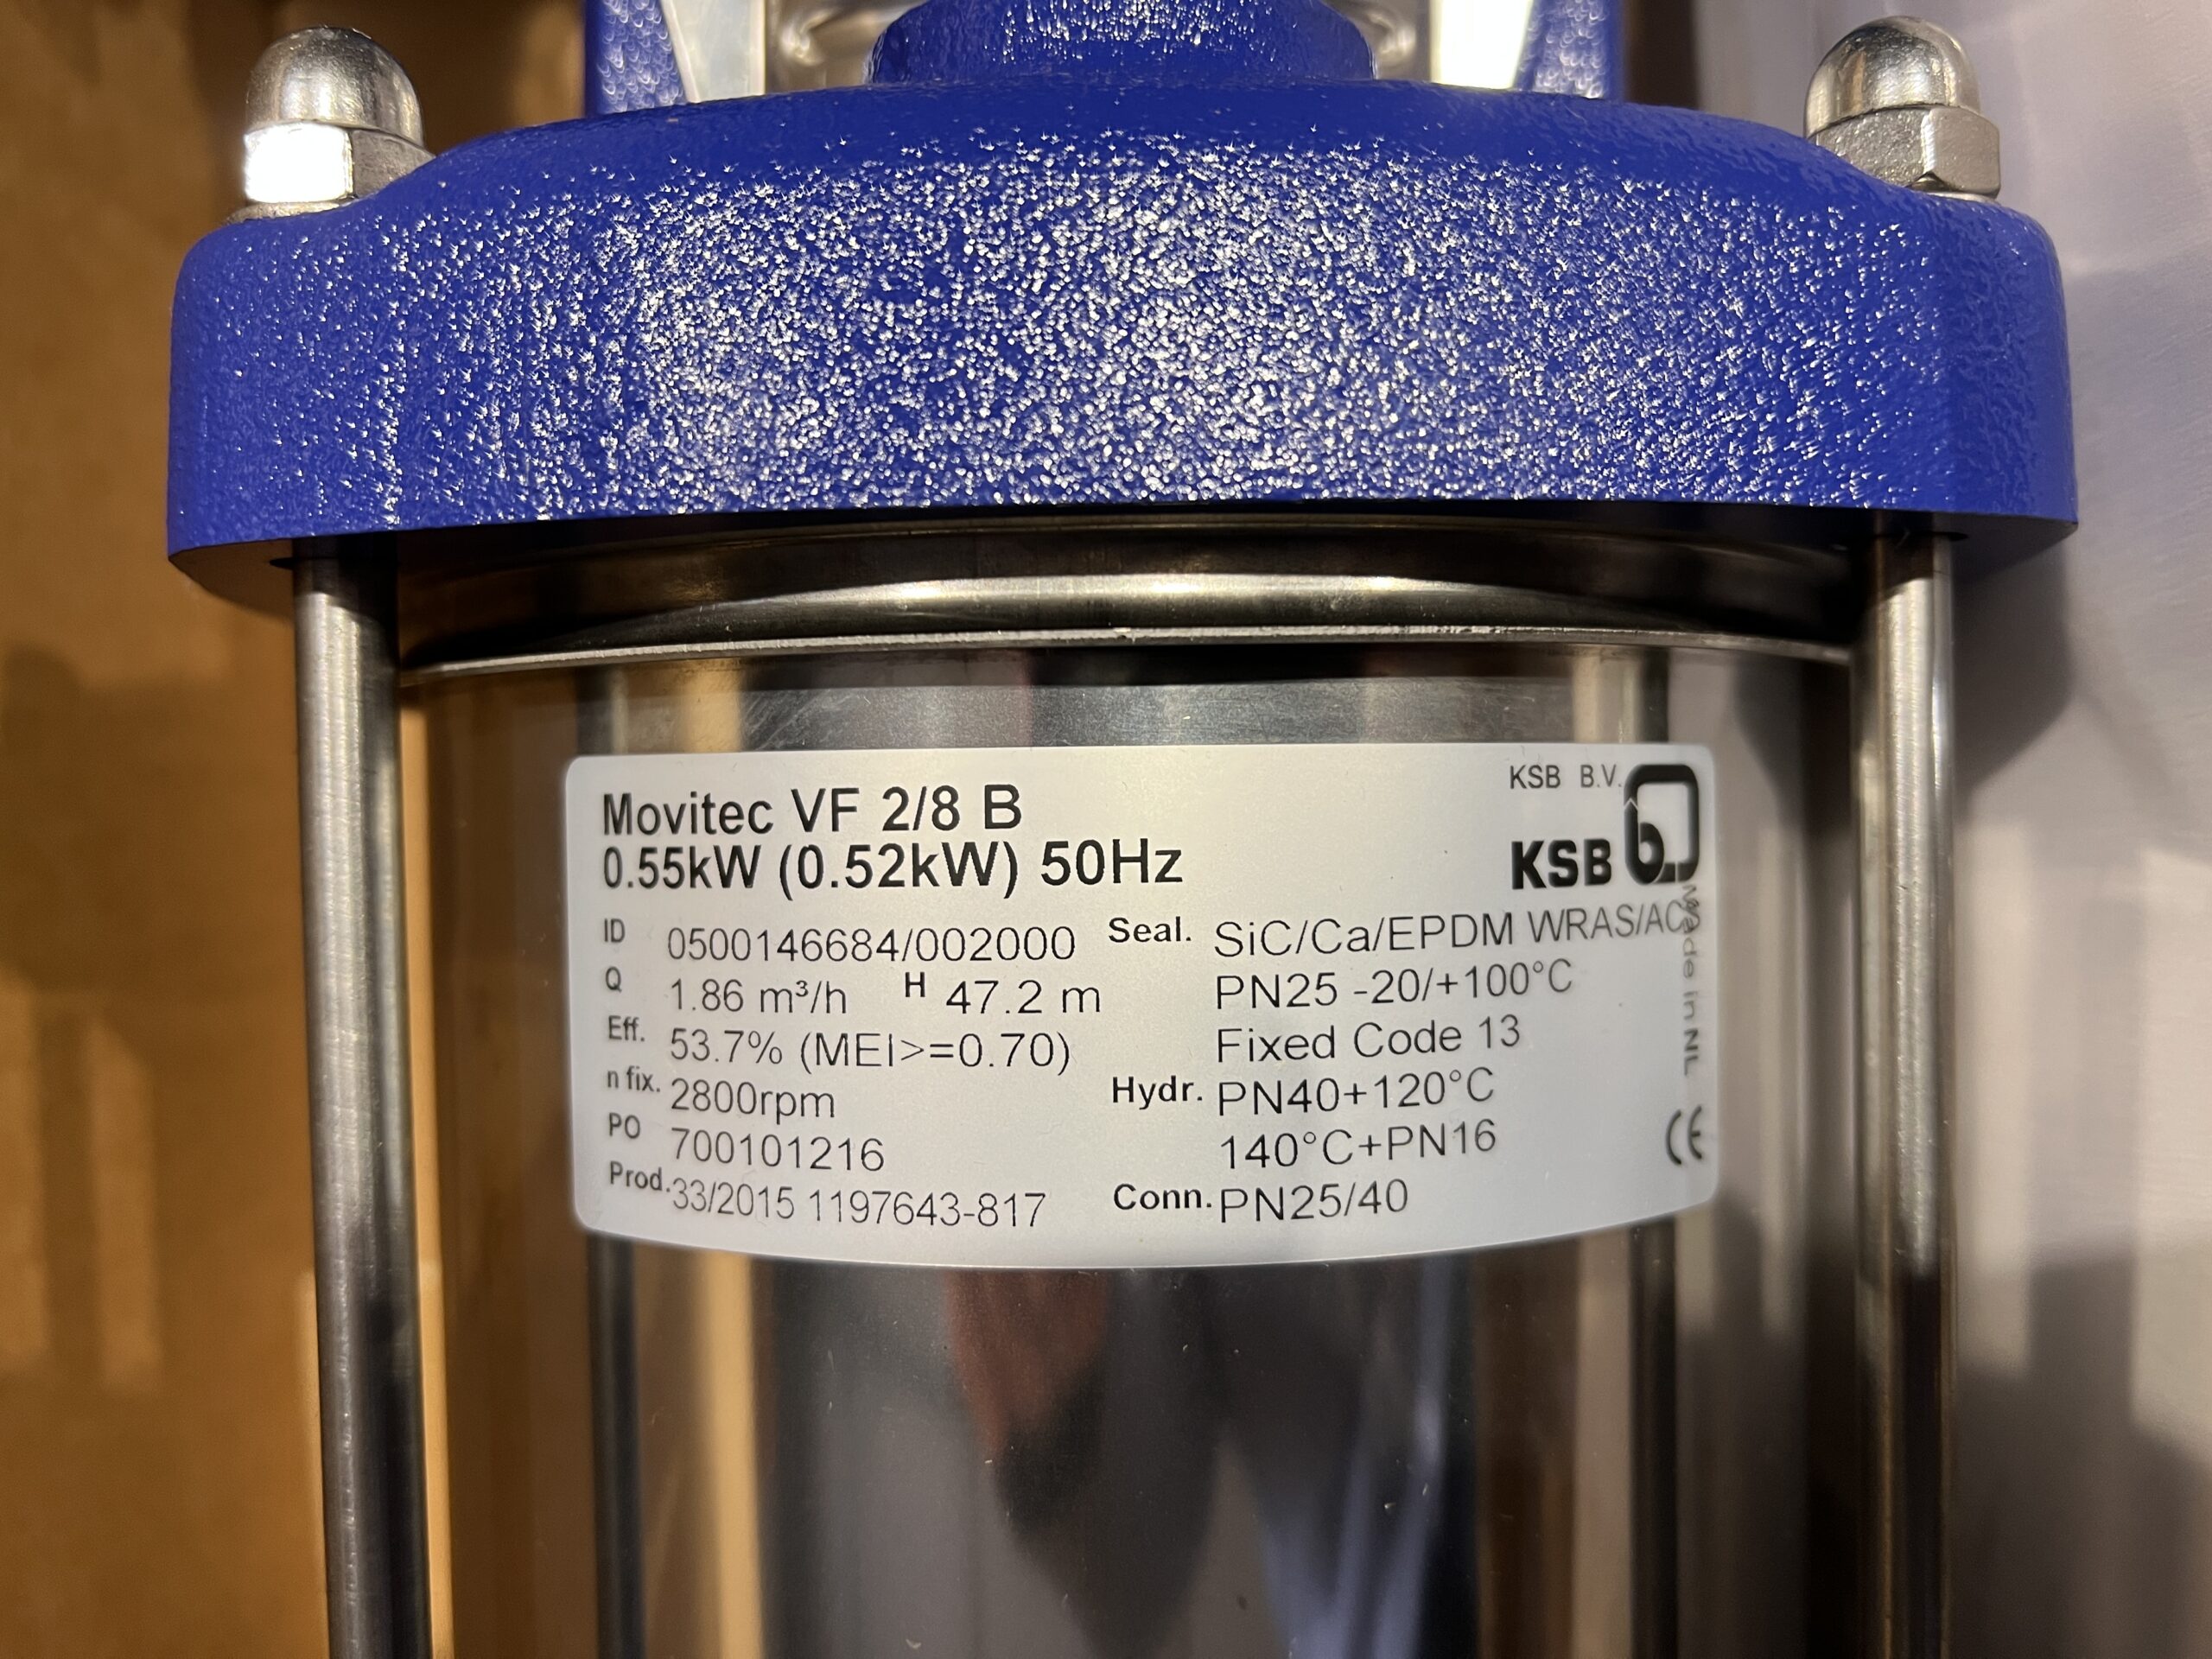 Movitec VF 2/8 B
0.55kW (0.52kW) 50Hz
KSB B.V.
KSB
Made in NL
ID 0500146684/002000
Q 1.86 m³/h H 47.2 m
Eff. 53.7% (MEI>=0.70)
n fix. 2800rpm
PO 700101216
Prod. 33/2015 1197643-817
Seal. SiC/Ca/EPDM WRAS/ACS
PN25 -20/+100°C
Fixed Code 13
Hydr. PN40+120°C
140°C+PN16
Conn. PN25/40
CE